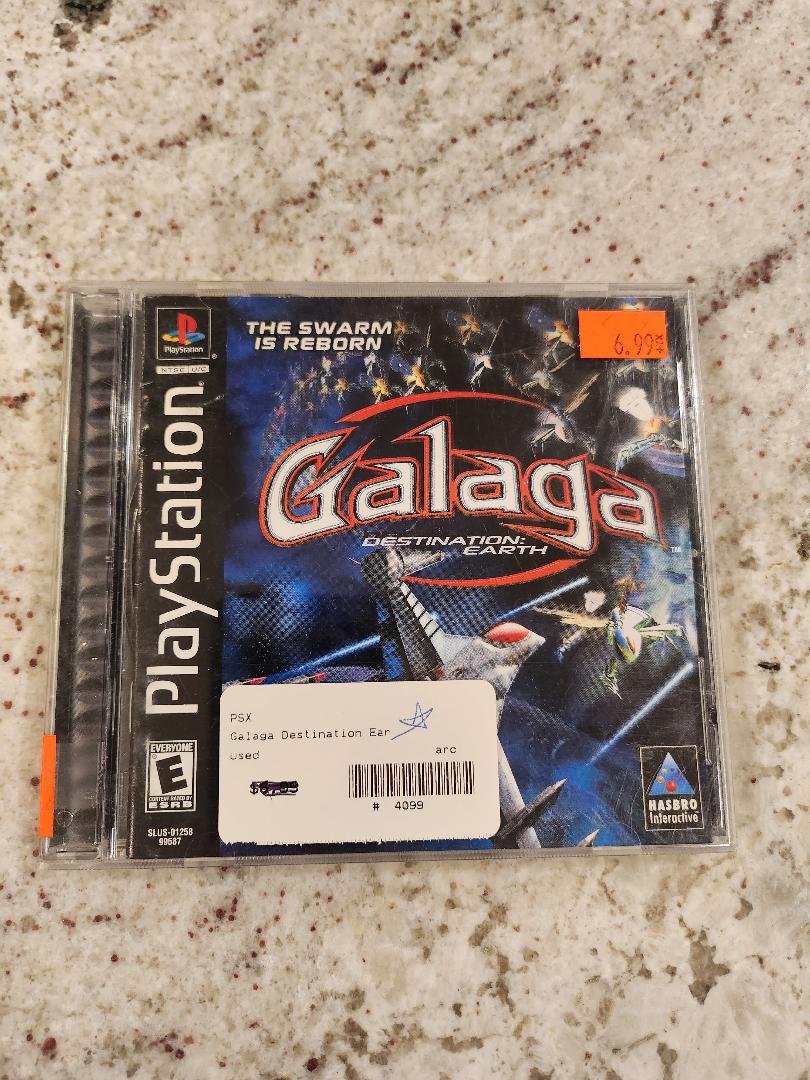 PlayStation
NTSC U/C
PlayStation
THE SWARM
IS REBORN
6.99
Galaga
DESTINATION:
EARTH
TM
PSX
Galaga Destination Ear
used
arc
# 4099
EVERYONE
E
CONTENT RATED BY
ESRB
SLUS-01258
99587
HASBRO
Interactive